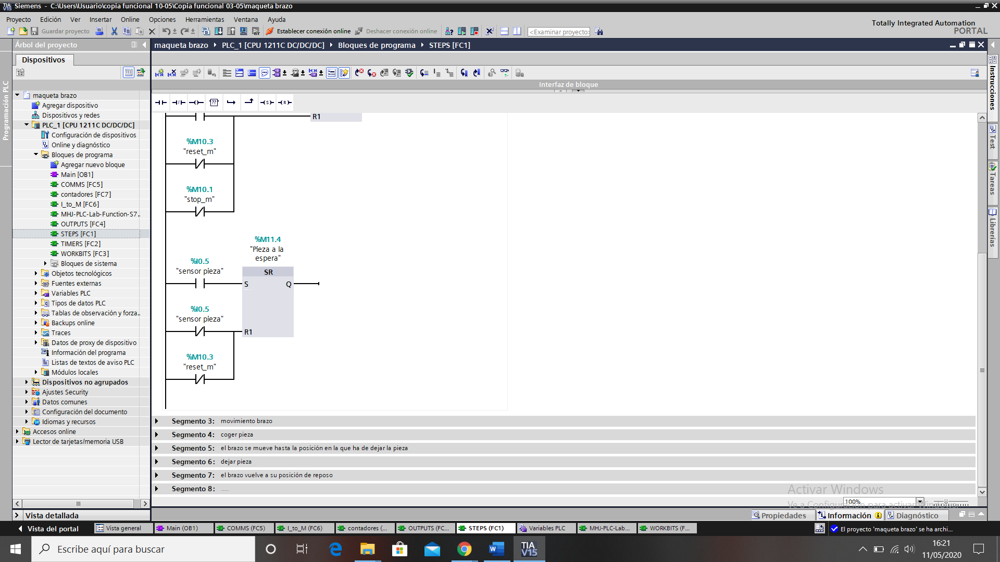 Siemens - C:\Users\Usuario\copia funcional 10-05\Copia funcional 03-05\maqueta brazo
Proyecto Edición Ver Insertar Online Opciones Herramientas Ventana Ayuda
Totally Integrated Automation
PORTAL
Guardar proyecto
Establecer conexión online
Deshacer conexión online
<Examinar proyecto>
Árbol del proyecto
maqueta brazo PLC_1 [CPU 1211C DC/DC/DC] Bloques de programa STEPS [FC1]
Dispositivos
Programación PLC
Interfaz de bloque
maqueta brazo
Agregar dispositivo
Dispositivos y redes
PLC_1 [CPU 1211C DC/DC/DC]
Configuración de dispositivos
Online y diagnóstico
Bloques de programa
Agregar nuevo bloque
Main [OB1]
COMMS [FC5]
contadores [FC7]
I_to_M [FC6]
MHJ-PLC-Lab-Function-S7..
OUTPUTS [FC4]
STEPS [FC1]
TIMERS [FC2]
WORKBITS [FC3]
Bloques de sistema
Objetos tecnológicos
Fuentes externas
Variables PLC
Tipos de datos PLC
Tablas de observación y forza..
Backups online
Traces
Datos de proxy de dispositivo
Información del programa
Listas de textos de aviso PLC
Módulos locales
Dispositivos no agrupados
Ajustes Security
Datos comunes
Configuración del documento
Idiomas y recursos
Accesos online
Lector de tarjetas/memoria USB
Vista detallada
R1
%M10.3
"reset_m"
%M10.1
"stop_m"
%M11.4
"Pieza a la
espera"
%I0.5
"sensor pieza"
SR
S Q
%I0.5
"sensor pieza"
R1
%M10.3
"reset_m"
Segmento 3: movimiento brazo
Segmento 4: coger pieza
Segmento 5: el brazo se mueve hasta la posición en la que ha de dejar la pieza
Segmento 6: dejar pieza
Segmento 7: el brazo vuelve a su posición de reposo
Segmento 8: .....
Activar Windows
Ve a Configuración para activar Windows.
100%
Instrucciones
Test
Tareas
Librerías
Propiedades Información Diagnóstico
Vista del portal
Vista general
Main (OB1)
COMMS (FC5)
I_to_M (FC6)
contadores (...
OUTPUTS (FC...
STEPS (FC1)
Variables PLC
MHJ-PLC-Lab...
WORKBITS (F...
El proyecto 'maqueta brazo' se ha archi...
Escribe aquí para buscar
TIA
V15
16:21
11/05/2020